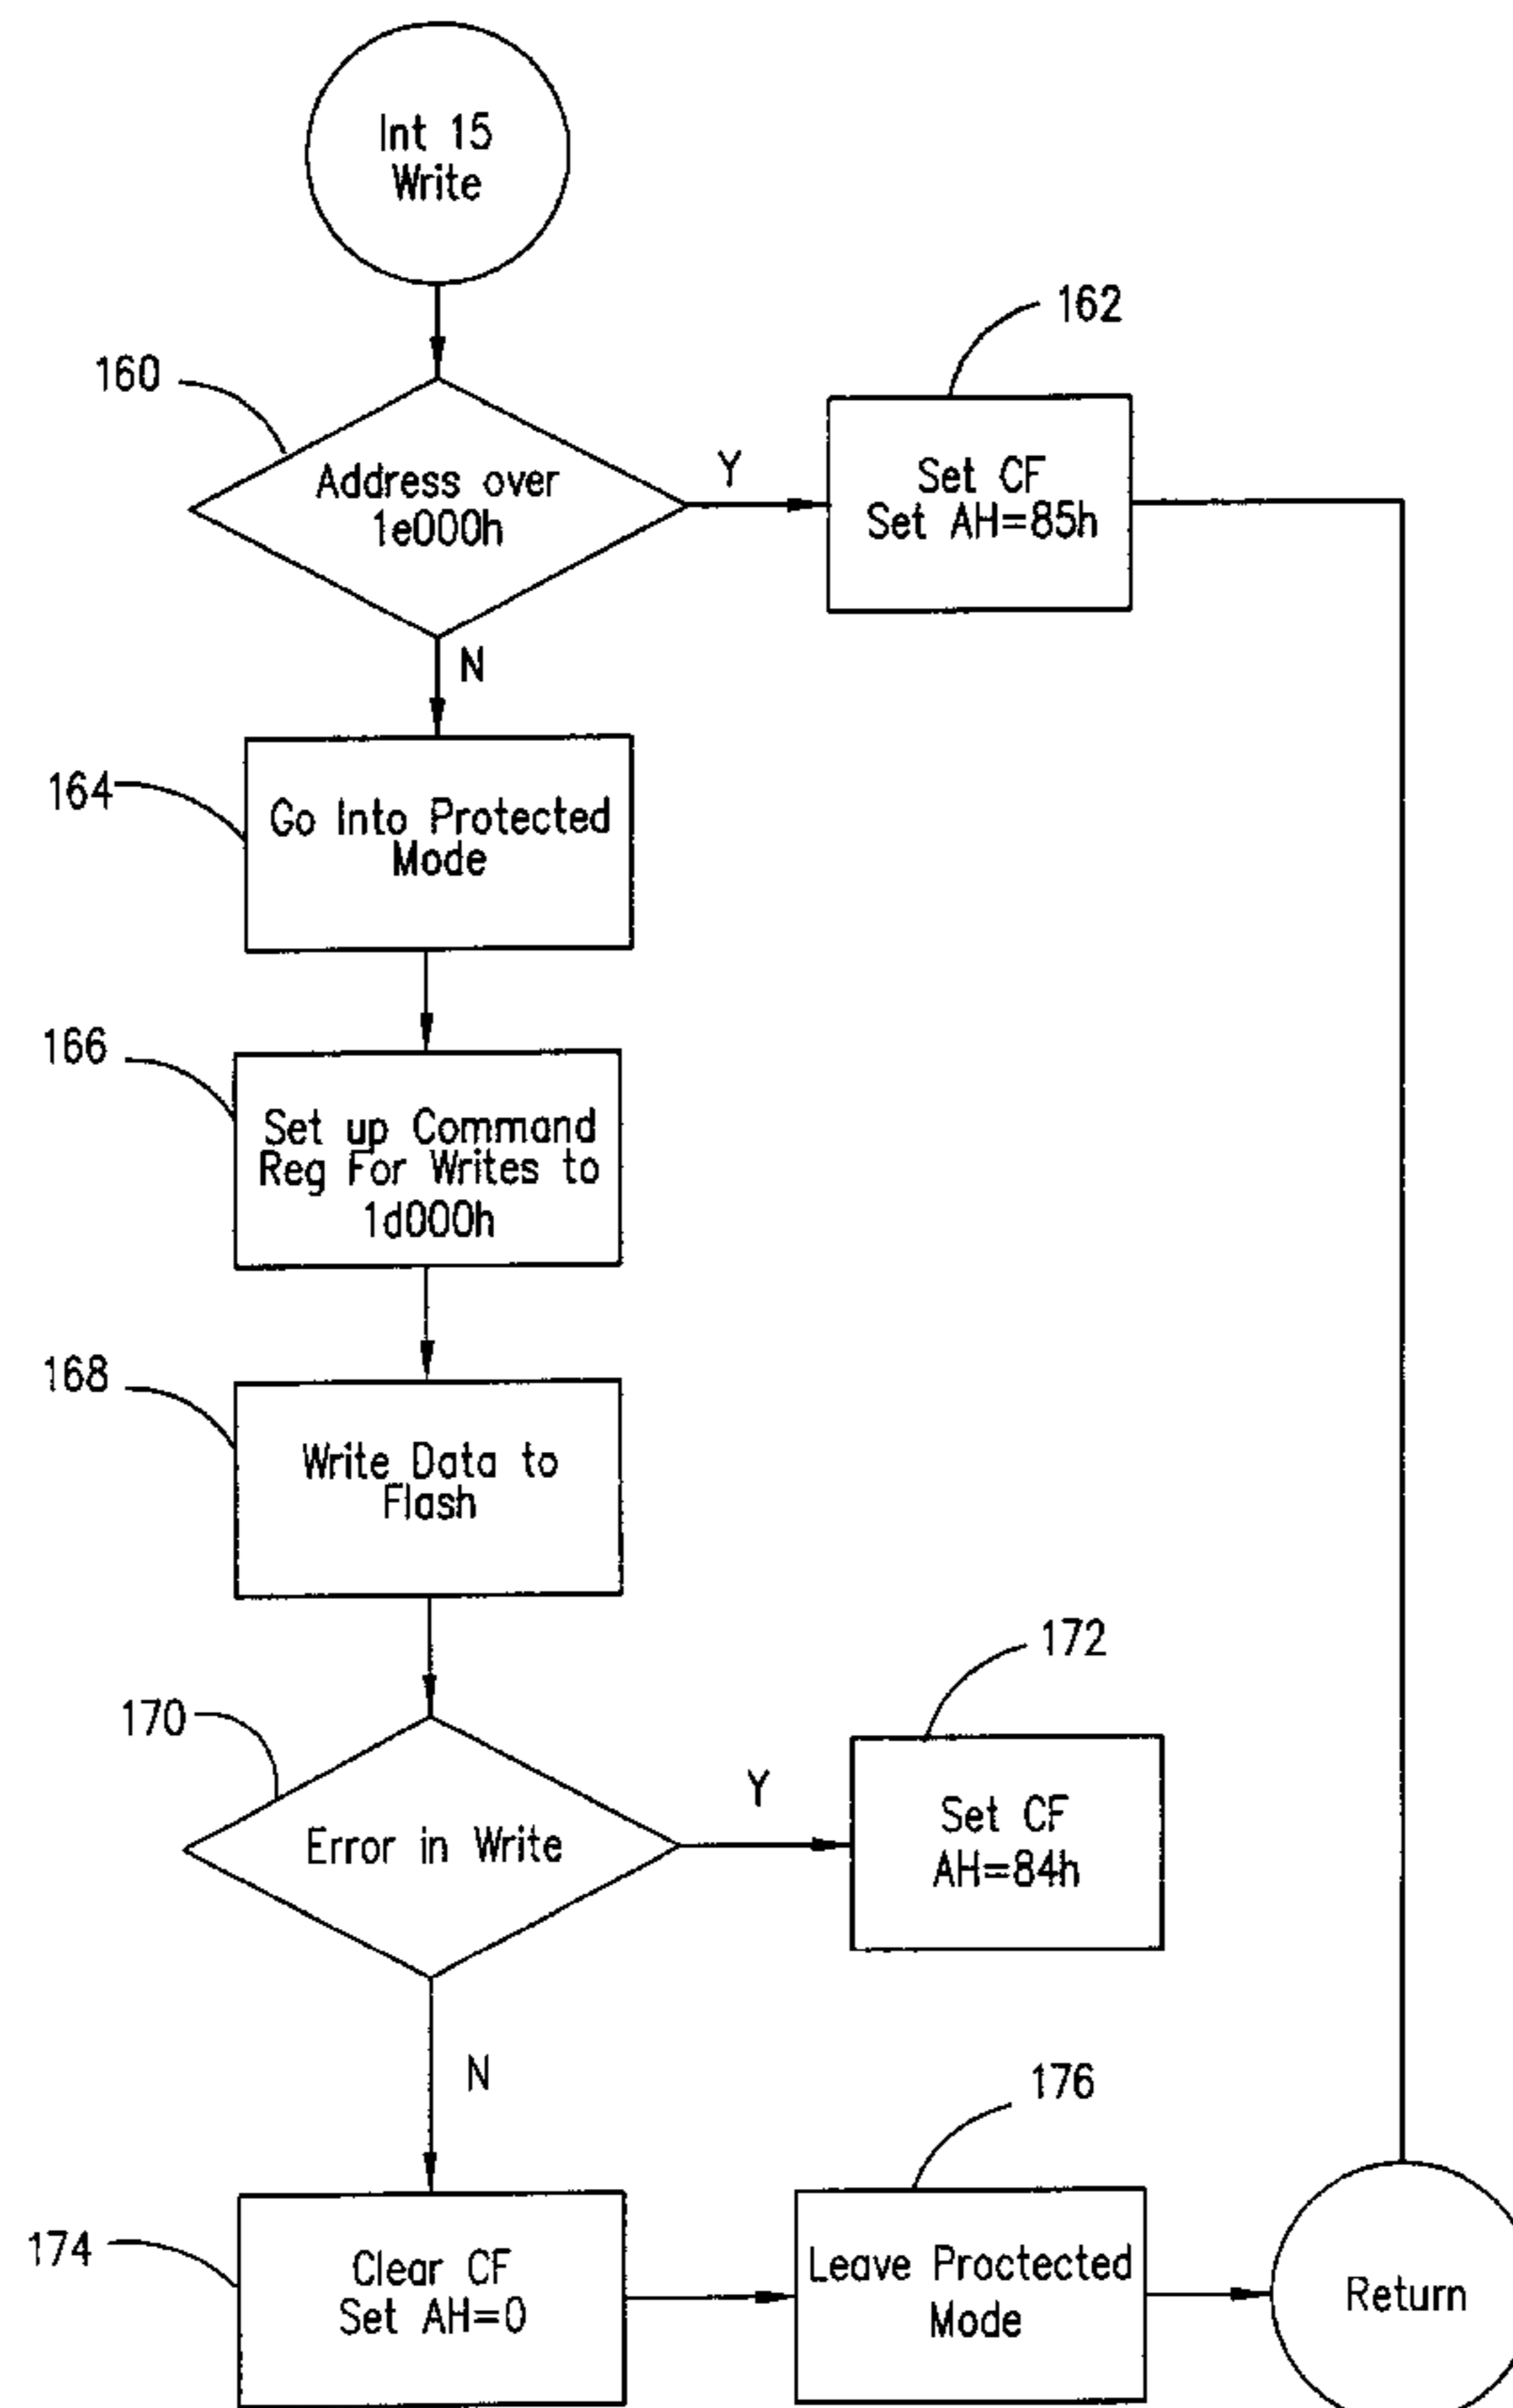 Int 15
Write
160
Address over
1e000h
Y
162
Set CF
Set AH=85h
N
164
Go Into Protected
Mode
166
Set up Command
Reg For Writes to
1d000h
168
Write Data to
Flash
170
Error in Write
Y
172
Set CF
AH=84h
N
174
Clear CF
Set AH=0
176
Leave Proctected
Mode
Return